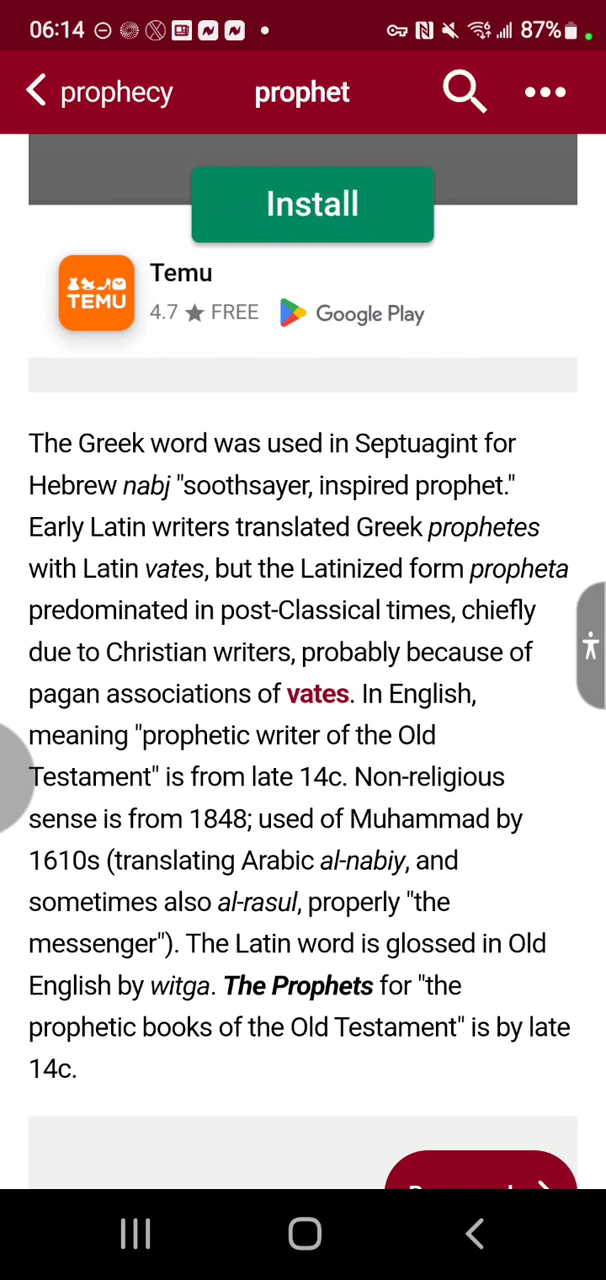 06:14 87%
prophecy prophet
Install
TEMU
Temu
4.7 ★ FREE Google Play
The Greek word was used in Septuagint for
Hebrew nabj "soothsayer, inspired prophet."
Early Latin writers translated Greek prophetes
with Latin vates, but the Latinized form propheta
predominated in post-Classical times, chiefly
due to Christian writers, probably because of
pagan associations of vates. In English,
meaning "prophetic writer of the Old
Testament" is from late 14c. Non-religious
sense is from 1848; used of Muhammad by
1610s (translating Arabic al-nabiy, and
sometimes also al-rasul, properly "the
messenger"). The Latin word is glossed in Old
English by witga. The Prophets for "the
prophetic books of the Old Testament" is by late
14c.